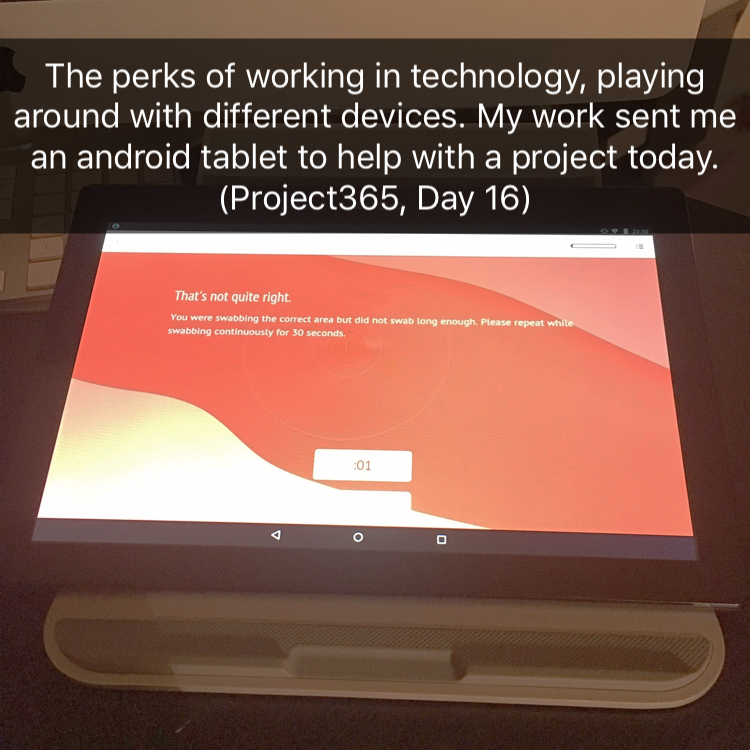 The perks of working in technology, playing
around with different devices. My work sent me
an android tablet to help with a project today.
(Project365, Day 16)
That's not quite right.
You were swabbing the correct area but did not swab long enough. Please repeat while
swabbing continuously for 30 seconds.
:01